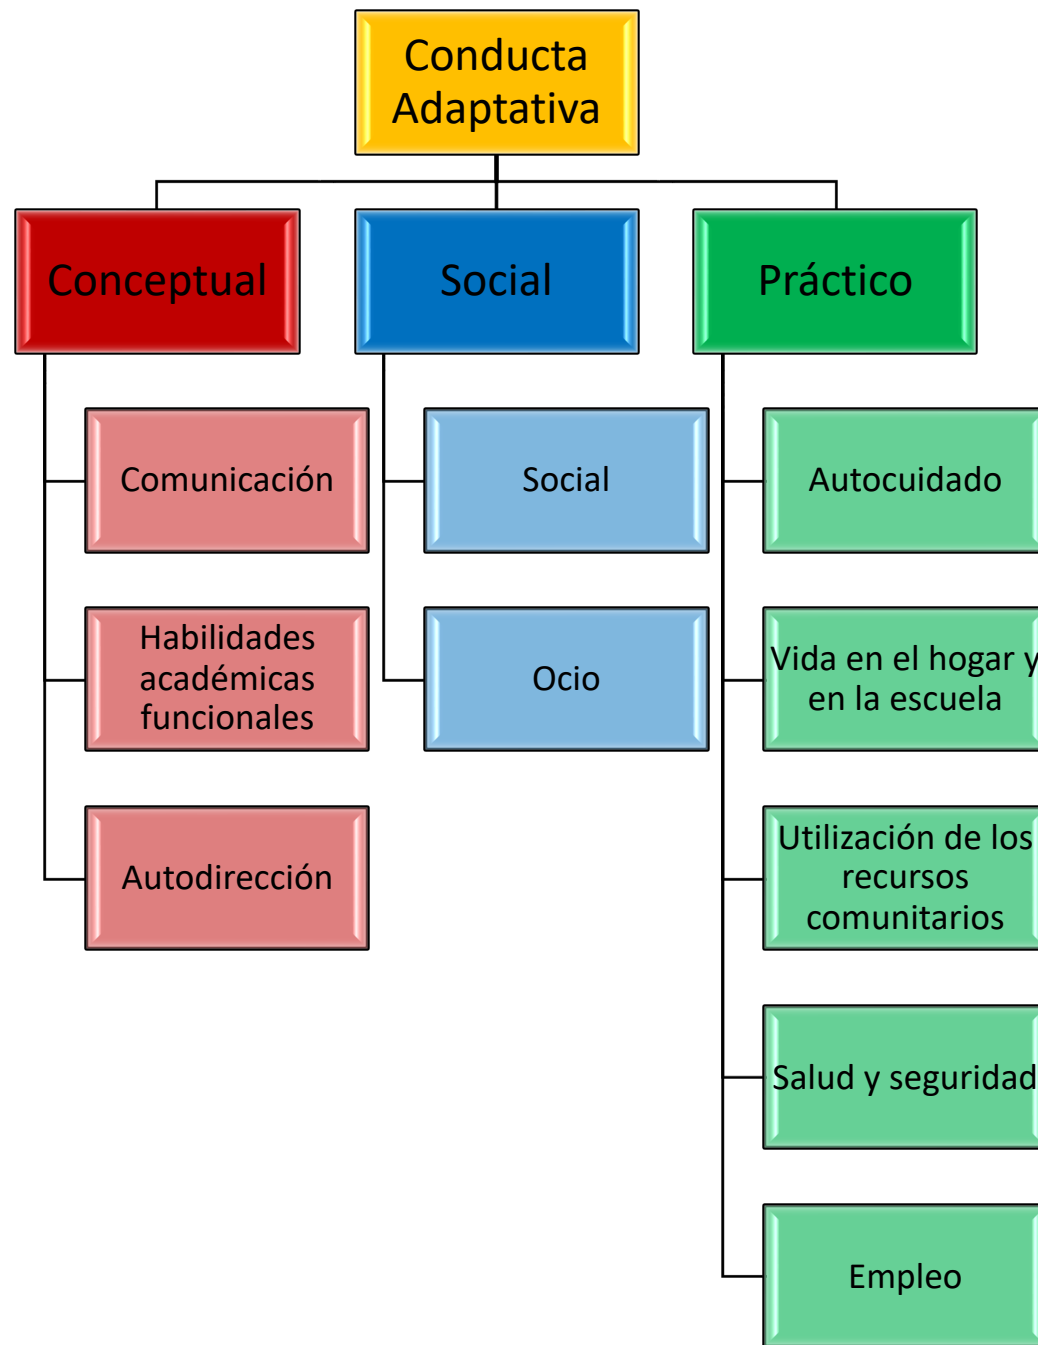 Conducta
Adaptativa
Conceptual
Social
Práctico
Comunicación
Habilidades
académicas
funcionales
Autodirección
Social
Ocio
Autocuidado
Vida en el hogar y
en la escuela
Utilización de los
recursos
comunitarios
Salud y seguridad
Empleo